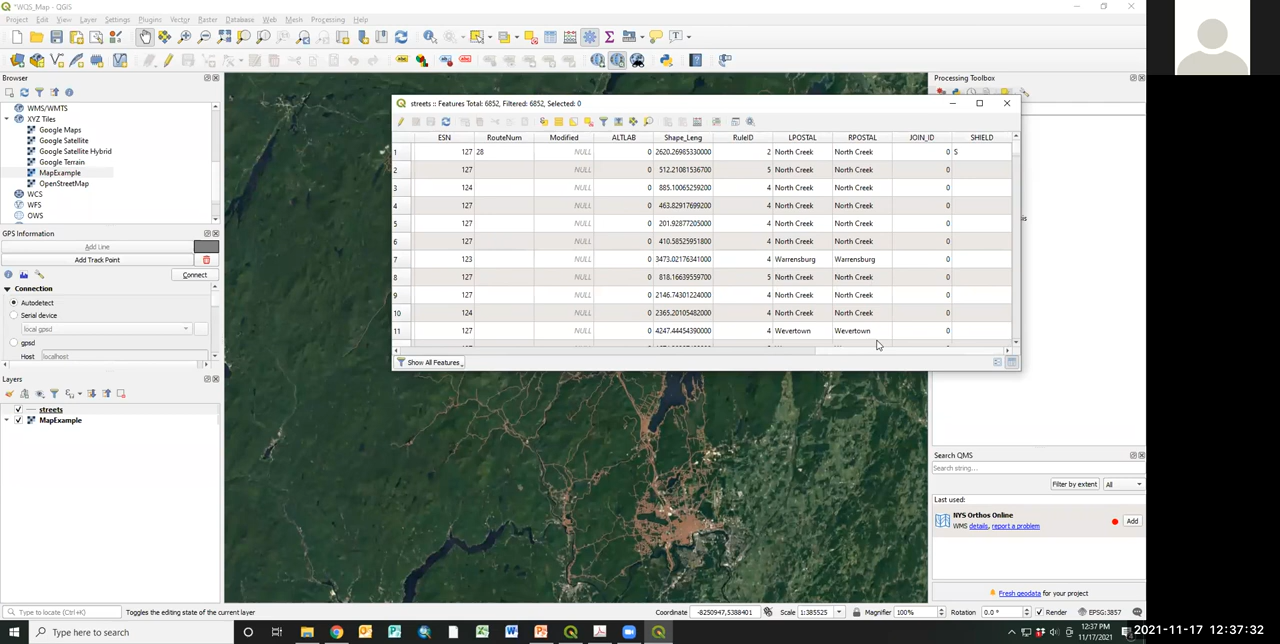 *WQS_Map - QGIS
Project Edit View Layer Settings Plugins Vector Raster Database Web Mesh Processing Help
Browser
WMS/WMTS
XYZ Tiles
Google Maps
Google Satellite
Google Satellite Hybrid
Google Terrain
MapExample
OpenStreetMap
WCS
WFS
OWS
GPS Information
Add Line
Add Track Point
Connect
Connection
Autodetect
Serial device
local gpsd
gpsd
Host localhost
Layers
streets
MapExample
streets :: Features Total: 6852, Filtered: 6852, Selected: 0
ESN RouteNum Modified ALTLAB Shape_Leng RuleID LPOSTAL RPOSTAL JOIN_ID SHIELD
1 127 28 NULL 0 2620.26985330000 2 North Creek North Creek 0 S
2 127 NULL 0 512.21081536700 5 North Creek North Creek 0
3 124 NULL 0 885.10065259200 4 North Creek North Creek 0
4 127 NULL 0 463.82917699200 4 North Creek North Creek 0
5 127 NULL 0 201.92877205000 4 North Creek North Creek 0
6 127 NULL 0 410.58525951800 4 North Creek North Creek 0
7 123 NULL 0 3473.02176341000 4 Warrensburg Warrensburg 0
8 127 NULL 0 818.16639559700 5 North Creek North Creek 0
9 127 NULL 0 2146.74301224000 4 North Creek North Creek 0
10 124 NULL 0 2365.20105482000 4 North Creek North Creek 0
11 127 NULL 0 4247.44454390000 4 Wevertown Wevertown 0
Show All Features
Processing Toolbox
Search QMS
Search string...
Filter by extent All
Last used:
NYS Orthos Online
WMS details, report a problem
Add
Fresh geodata for your project
Type to locate (Ctrl+K) Toggles the editing state of the current layer Coordinate -8250947,5388401 Scale 1:385525 Magnifier 100% Rotation 0.0 ° Render EPSG:3857
Type here to search
12:37 PM
11/17/2021
2021-11-17 12:37:32